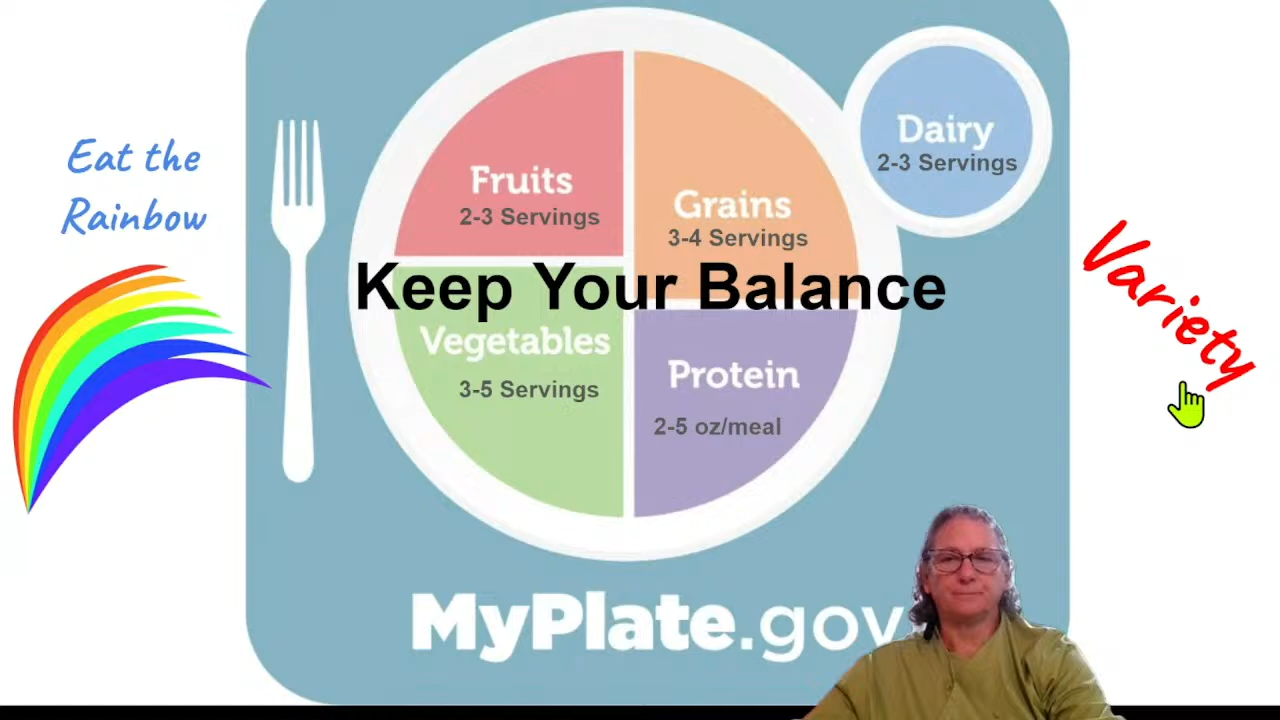 Eat the
Rainbow
Fruits
2-3 Servings
Grains
3-4 Servings
Dairy
2-3 Servings
Keep Your Balance
Vegetables
3-5 Servings
Protein
2-5 oz/meal
Variety
MyPlate.gov